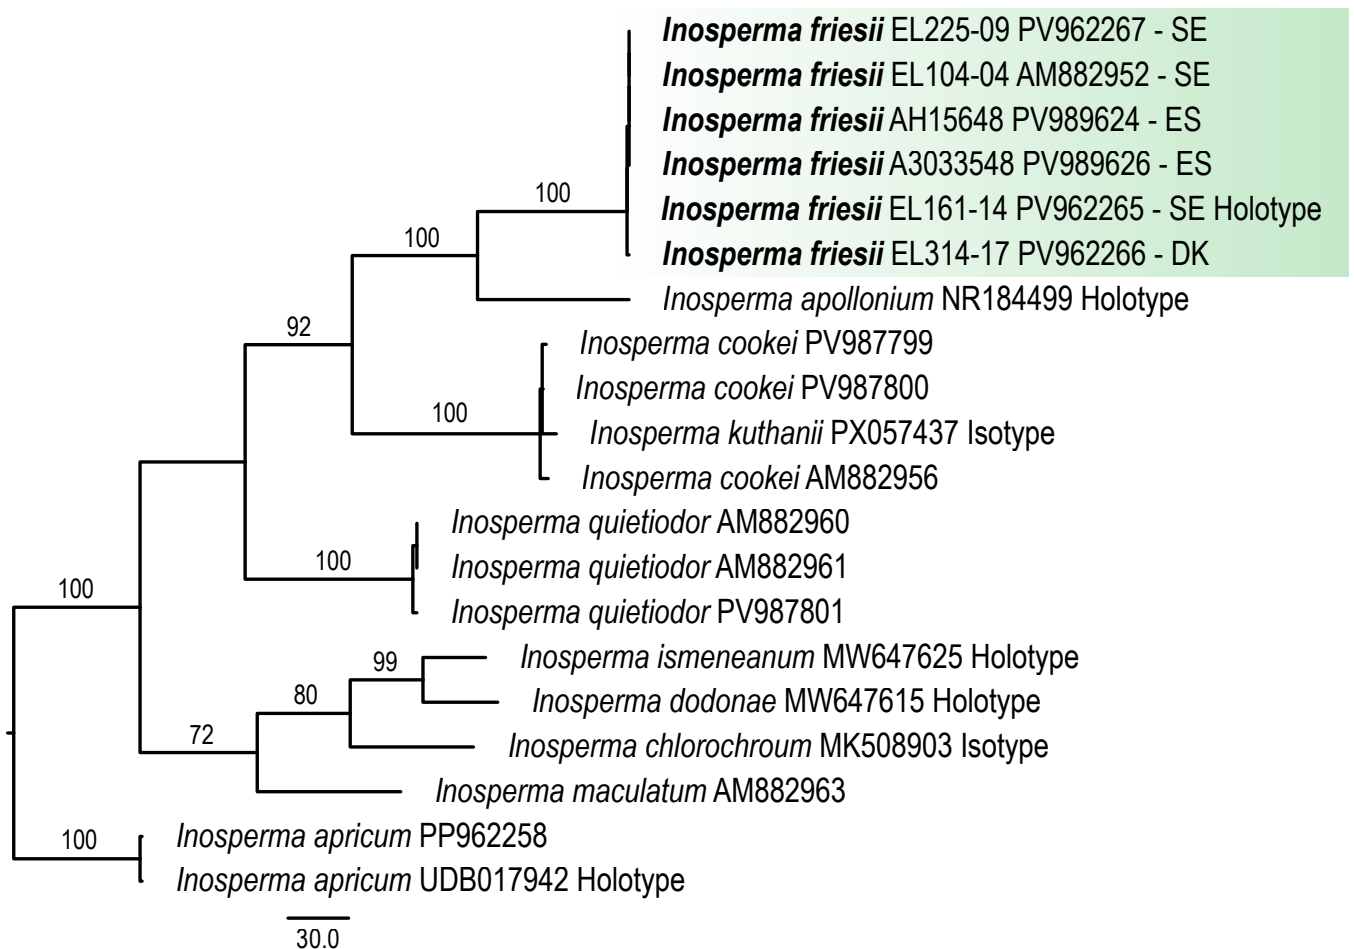 Inosperma friesii EL225-09 PV962267 - SE
Inosperma friesii EL104-04 AM882952 - SE
Inosperma friesii AH15648 PV989624 - ES
Inosperma friesii A3033548 PV989626 - ES
100
Inosperma friesii EL161-14 PV962265 - SE Holotype
100
Inosperma friesii EL314-17 PV962266 - DK
Inosperma apollonium NR184499 Holotype
92
Inosperma cookei PV987799
Inosperma cookei PV987800
100
Inosperma kuthanii PX057437 Isotype
Inosperma cookei AM882956
Inosperma quietiodor AM882960
100
Inosperma quietiodor AM882961
100
Inosperma quietiodor PV987801
99
Inosperma ismeneanum MW647625 Holotype
80
Inosperma dodonae MW647615 Holotype
72
Inosperma chlorochroum MK508903 Isotype
Inosperma maculatum AM882963
100
Inosperma apricum PP962258
Inosperma apricum UDB017942 Holotype
30.0